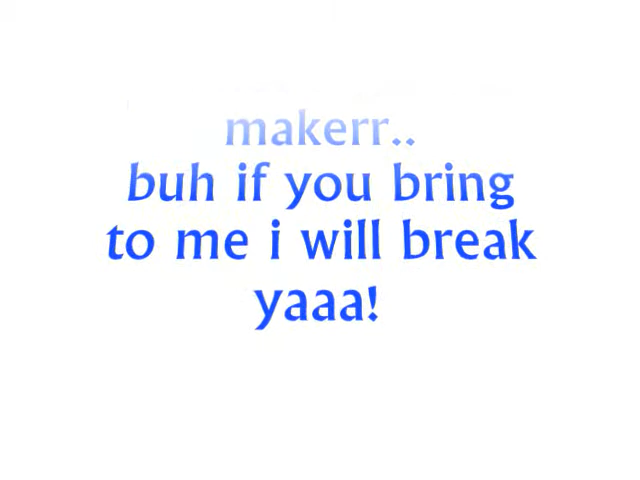 makerr..
buh if you bring
to me i will break
yaaa!